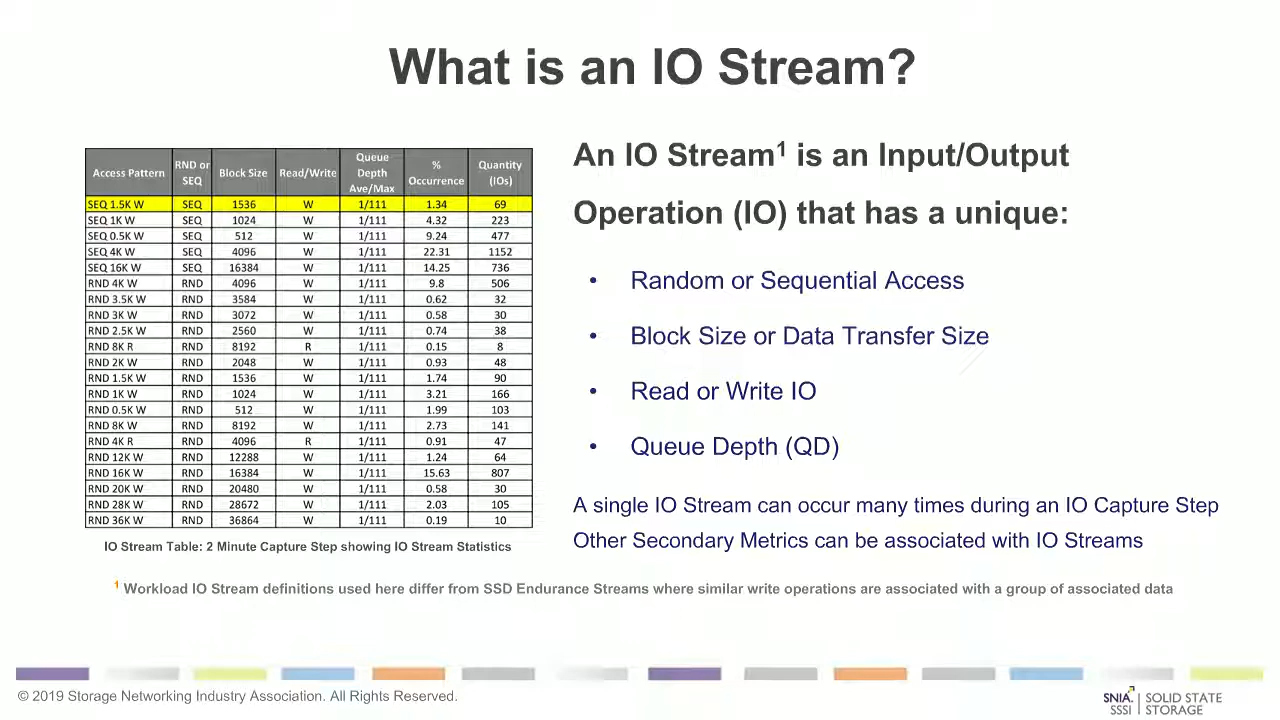 What is an IO Stream?
Access Pattern RND or SEQ Block Size Read/Write Queue Depth Ave/Max % Occurrence Quantity (IOs)
SEQ 1.5K W SEQ 1536 W 1/111 1.34 69
SEQ 1K W SEQ 1024 W 1/111 4.32 223
SEQ 0.5K W SEQ 512 W 1/111 9.24 477
SEQ 4K W SEQ 4096 W 1/111 22.31 1152
SEQ 16K W SEQ 16384 W 1/111 14.25 736
RND 4K W RND 4096 W 1/111 9.8 506
RND 3.5K W RND 3584 W 1/111 0.62 32
RND 3K W RND 3072 W 1/111 0.58 30
RND 2.5K W RND 2560 W 1/111 0.74 38
RND 8K R RND 8192 R 1/111 0.15 8
RND 2K W RND 2048 W 1/111 0.93 48
RND 1.5K W RND 1536 W 1/111 1.74 90
RND 1K W RND 1024 W 1/111 3.21 166
RND 0.5K W RND 512 W 1/111 1.99 103
RND 8K W RND 8192 W 1/111 2.73 141
RND 4K R RND 4096 R 1/111 0.91 47
RND 12K W RND 12288 W 1/111 1.24 64
RND 16K W RND 16384 W 1/111 15.63 807
RND 20K W RND 20480 W 1/111 0.58 30
RND 28K W RND 28672 W 1/111 2.03 105
RND 36K W RND 36864 W 1/111 0.19 10
IO Stream Table: 2 Minute Capture Step showing IO Stream Statistics
An IO Stream¹ is an Input/Output
Operation (IO) that has a unique:
• Random or Sequential Access
• Block Size or Data Transfer Size
• Read or Write IO
• Queue Depth (QD)
A single IO Stream can occur many times during an IO Capture Step
Other Secondary Metrics can be associated with IO Streams
¹ Workload IO Stream definitions used here differ from SSD Endurance Streams where similar write operations are associated with a group of associated data
© 2019 Storage Networking Industry Association. All Rights Reserved.
SNIA. SOLID STATE
SSSI STORAGE